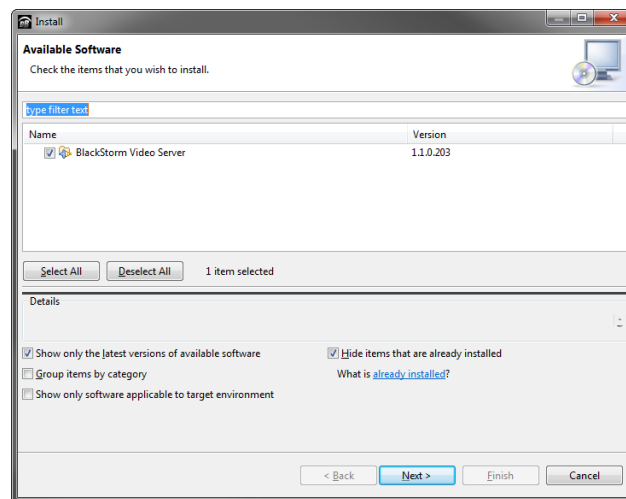 Install
Available Software
Check the items that you wish to install.
type filter text
Name Version
BlackStorm Video Server 1.1.0.203
Select All Deselect All 1 item selected
Details
Show only the latest versions of available software Hide items that are already installed
Group items by category What is already installed?
Show only software applicable to target environment
< Back Next > Finish Cancel